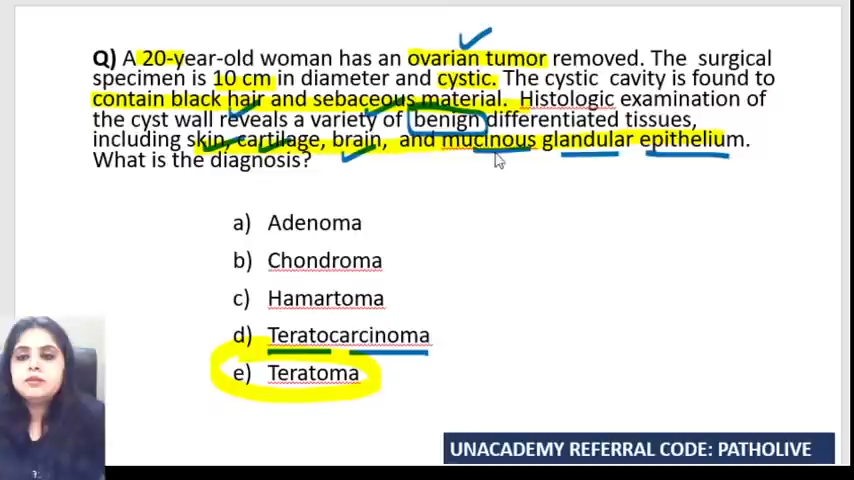 Q) A 20-year-old woman has an ovarian tumor removed. The surgical
specimen is 10 cm in diameter and cystic. The cystic cavity is found to
contain black hair and sebaceous material. Histologic examination of
the cyst wall reveals a variety of benign differentiated tissues,
including skin, cartilage, brain, and mucinous glandular epithelium.
What is the diagnosis?
a) Adenoma
b) Chondroma
c) Hamartoma
d) Teratocarcinoma
e) Teratoma
UNACADEMY REFERRAL CODE: PATHOLIVE